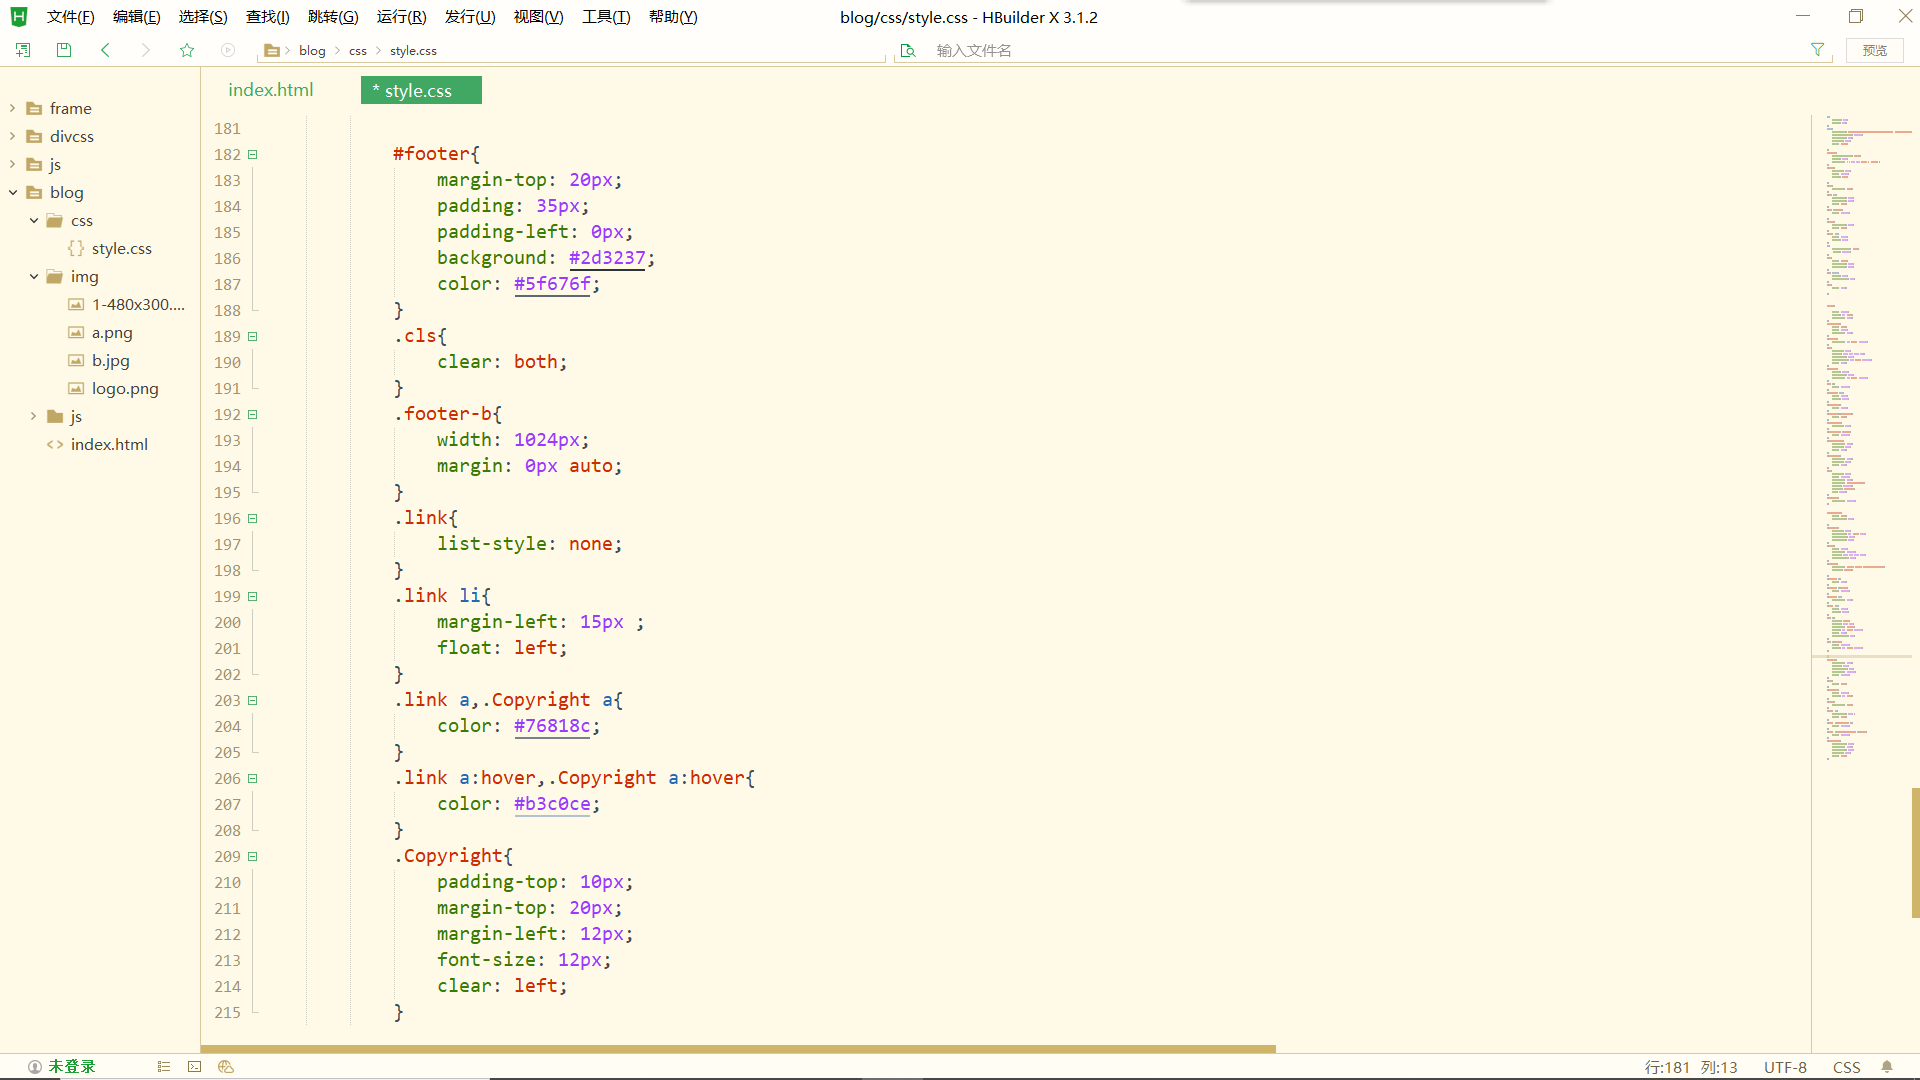 文件(F) 编辑(E) 选择(S) 查找(I) 跳转(G) 运行(R) 发行(U) 视图(V) 工具(T) 帮助(Y) blog/css/style.css - HBuilder X 3.1.2
blog css style.css 输入文件名 预览
index.html * style.css
frame
divcss
js
blog
css
style.css
img
1-480x300....
a.png
b.jpg
logo.png
js
index.html
181
182 #footer{
183 margin-top: 20px;
184 padding: 35px;
185 padding-left: 0px;
186 background: #2d3237;
187 color: #5f676f;
188 }
189 .cls{
190 clear: both;
191 }
192 .footer-b{
193 width: 1024px;
194 margin: 0px auto;
195 }
196 .link{
197 list-style: none;
198 }
199 .link li{
200 margin-left: 15px ;
201 float: left;
202 }
203 .link a,.Copyright a{
204 color: #76818c;
205 }
206 .link a:hover,.Copyright a:hover{
207 color: #b3c0ce;
208 }
209 .Copyright{
210 padding-top: 10px;
211 margin-top: 20px;
212 margin-left: 12px;
213 font-size: 12px;
214 clear: left;
215 }
未登录 行:181 列:13 UTF-8 CSS